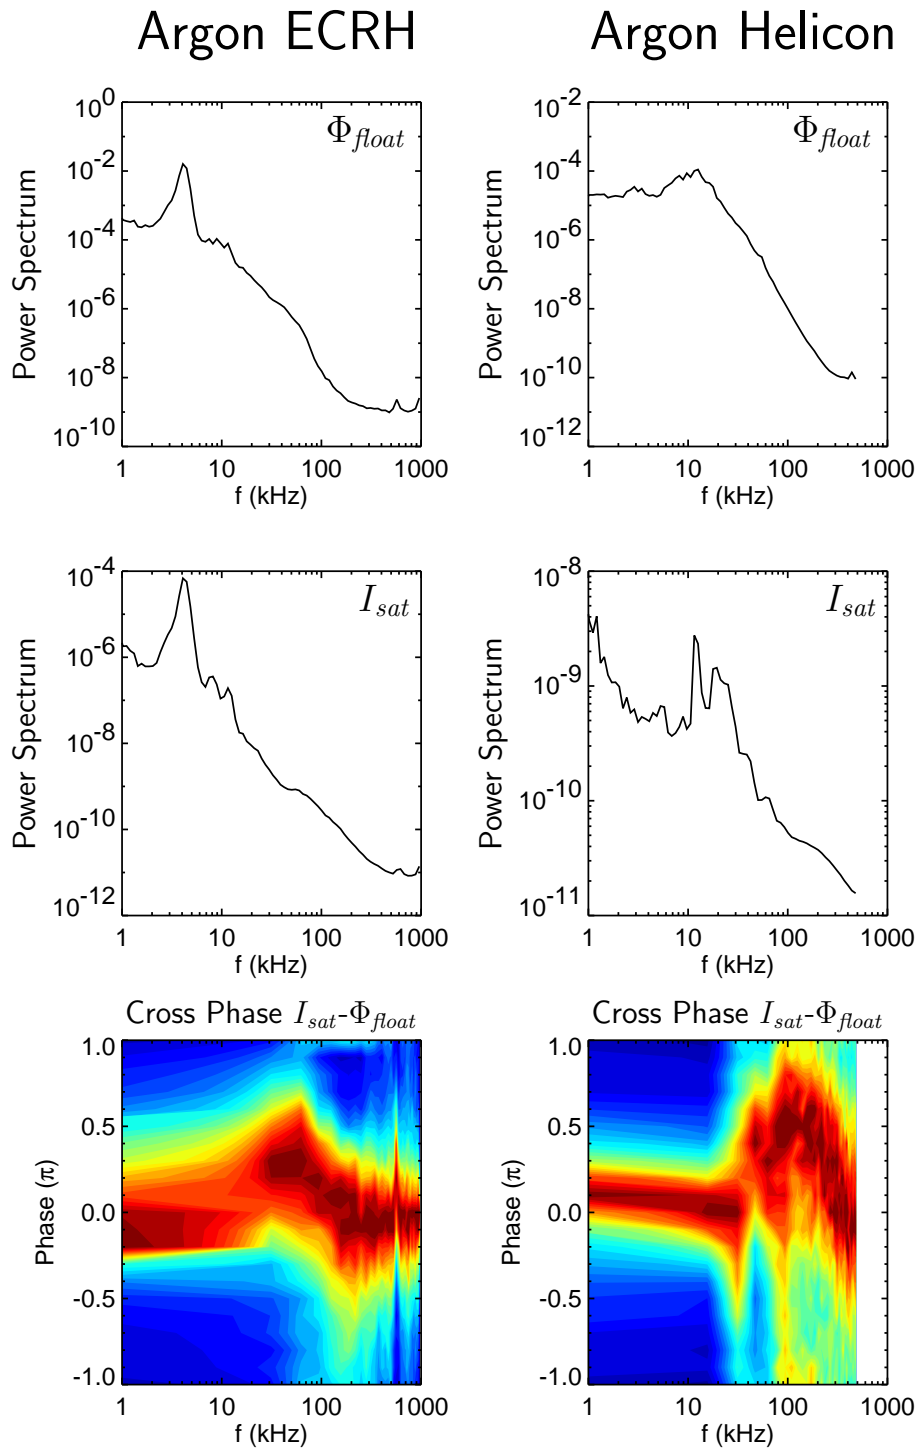 Argon ECRH Argon Helicon
10^0 10^-2
Φ_float Φ_float
10^-2 10^-4
10^-4 10^-6
10^-6 10^-8
10^-8 10^-10
10^-10 10^-12
Power Spectrum Power Spectrum
1 10 100 1000 1 10 100 1000
f (kHz) f (kHz)
10^-4 10^-8
I_sat I_sat
10^-6 10^-9
10^-8
10^-10 10^-10
10^-12 10^-11
Power Spectrum Power Spectrum
1 10 100 1000 1 10 100 1000
f (kHz) f (kHz)
Cross Phase I_sat-Φ_float Cross Phase I_sat-Φ_float
1.0 1.0
0.5 0.5
0.0 0.0
-0.5 -0.5
-1.0 -1.0
Phase (π) Phase (π)
1 10 100 1000 1 10 100 1000
f (kHz) f (kHz)